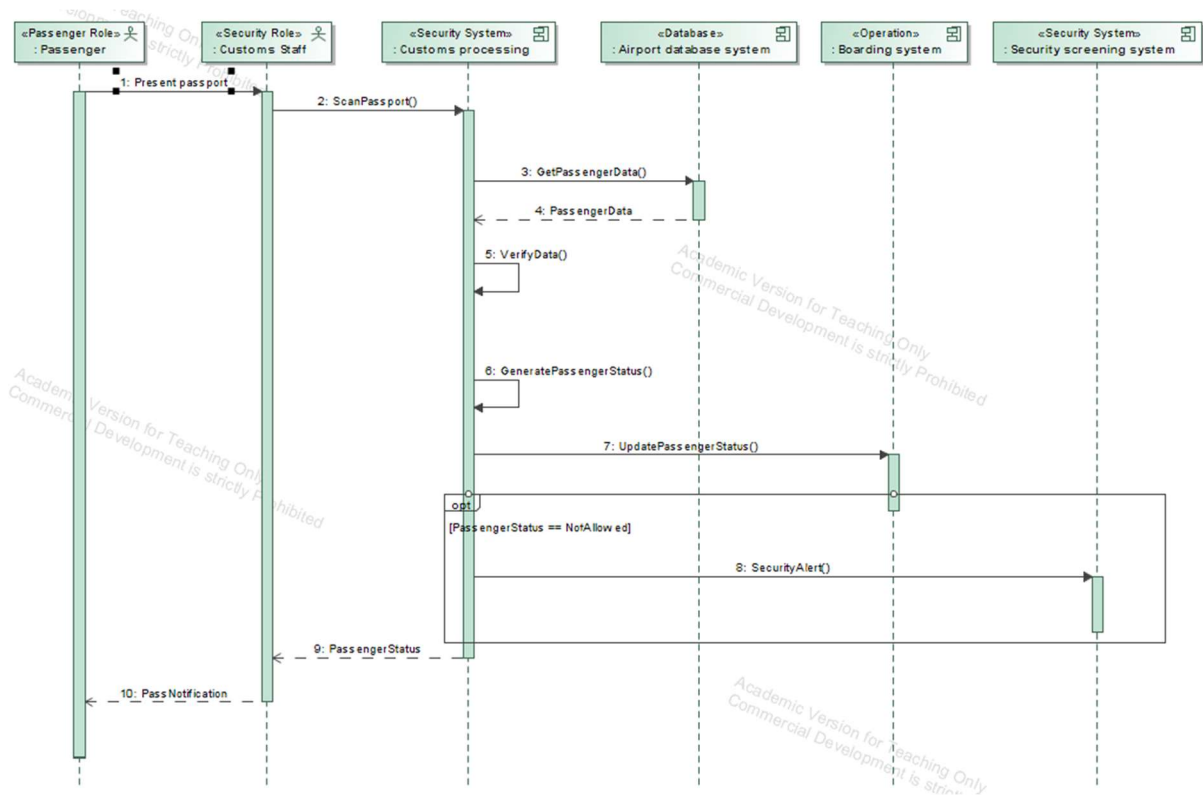 «Passenger Role»
: Passenger
«Security Role»
: Customs Staff
«Security System»
: Customs processing
«Database»
: Airport database system
«Operation»
: Boarding system
«Security System»
: Security screening system
1: Present passport
2: ScanPassport()
3: GetPassengerData()
4: PassengerData
5: VerifyData()
6: GeneratePassengerStatus()
7: UpdatePassengerStatus()
opt
[PassengerStatus == NotAllowed]
8: SecurityAlert()
9: PassengerStatus
10: PassNotification
Academic Version for Teaching Only
Commercial Development is strictly Prohibited
Academic Version for Teaching Only
Commercial Development is strictly Prohibited
Academic Version for Teaching Only
Commercial Development is